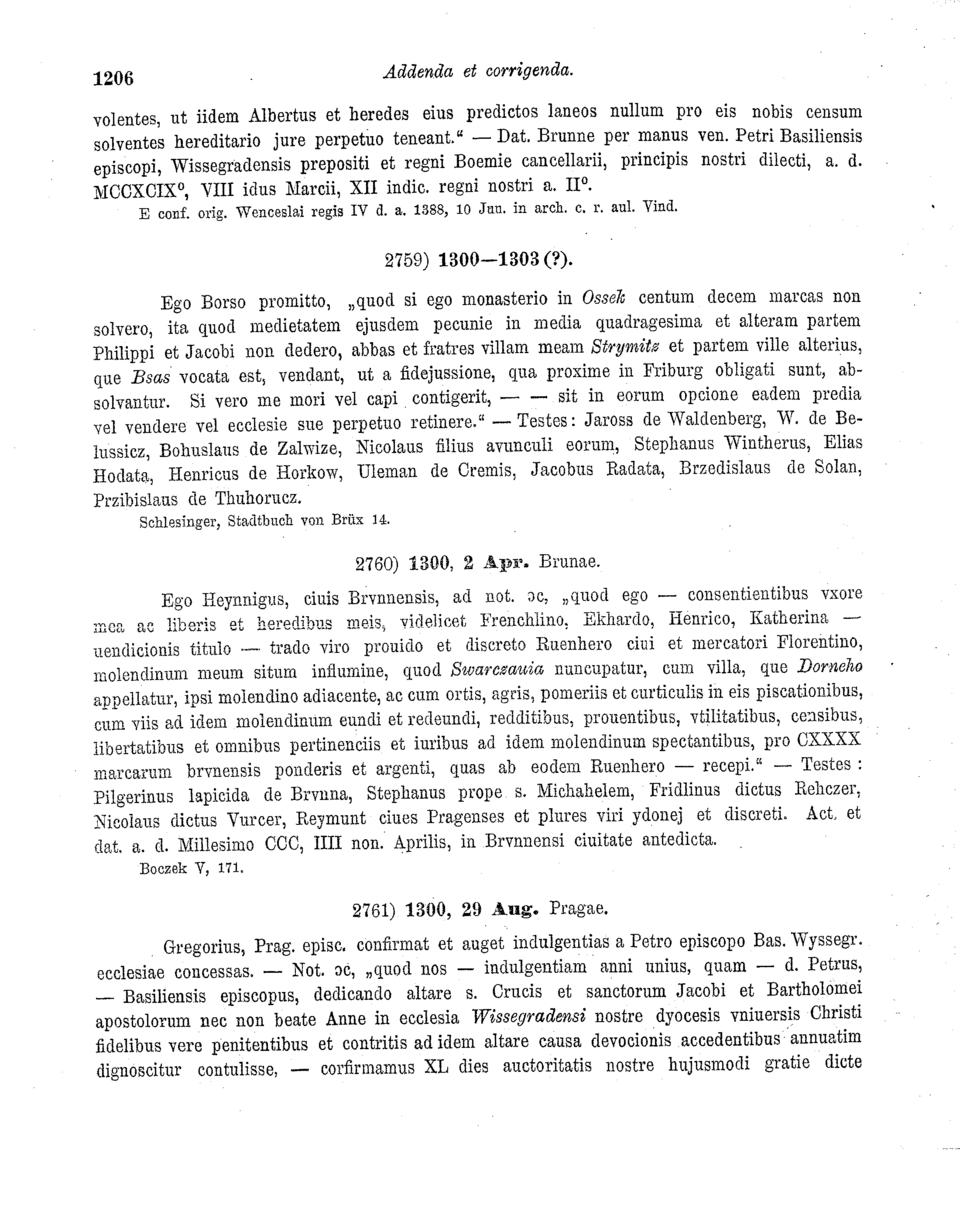 1206
Addenda et corrigenda.
volentes, ut iidem Albertus et heredes eius predictos laneos nullum pro eis nobis censum
solventes hereditario jure perpetuo teneant.“ — Dat. Brunne per manus ven. Petri Basiliensis
episcopi, Wissegradensis prepositi et regni Boemie cancellarii, principis nostri dilecti, a. d.
MCCXCIX⁰, VIII idus Marcii, XII indic. regni nostri a. II⁰.
E conf. orig. Wenceslai regis IV d. a. 1388, 10 Jun. in arch. c. r. aul. Vind.
2759) 1300—1303 (?).
Ego Borso promitto, „quod si ego monasterio in Ossek centum decem marcas non
solvero, ita quod medietatem ejusdem pecunie in media quadragesima et alteram partem
Philippi et Jacobi non dedero, abbas et fratres villam meam Strymitz et partem ville alterius,
que Bsas vocata est, vendant, ut a fidejussione, qua proxime in Friburg obligati sunt, ab-
solvantur. Si vero me mori vel capi contigerit, — — sit in eorum opcione eadem predia
vel vendere vel ecclesie sue perpetuo retinere.“ — Testes: Jaross de Waldenberg, W. de Be-
lussicz, Bohuslaus de Zalwize, Nicolaus filius avunculi eorum, Stephanus Wintherus, Elias
Hodata, Henricus de Horkow, Uleman de Cremis, Jacobus Radata, Brzedislaus de Solan,
Przibislaus de Thuhorucz.
Schlesinger, Stadtbuch von Brüx 14.
2760) 1300, 2 Apr. Brunae.
Ego Heynnigus, ciuis Brvnnensis, ad not. ɔc, „quod ego — consentientibus vxore
mea ac liberis et heredibus meis, videlicet Frenchlino, Ekhardo, Henrico, Katherina —
uendicionis titulo — trado viro prouido et discreto Ruenhero ciui et mercatori Florentino,
molendinum meum situm influmine, quod Swarczauia nuncupatur, cum villa, que Dorneho
appellatur, ipsi molendino adiacente, ac cum ortis, agris, pomeriis et curticulis in eis piscationibus,
cum viis ad idem molendinum eundi et redeundi, redditibus, prouentibus, vtilitatibus, censibus,
libertatibus et omnibus pertinenciis et iuribus ad idem molendinum spectantibus, pro CXXXX
marcarum brvnensis ponderis et argenti, quas ab eodem Ruenhero — recepi.“ — Testes :
Pilgerinus lapicida de Brvnna, Stephanus prope s. Michahelem, Fridlinus dictus Rehczer,
Nicolaus dictus Vurcer, Reymunt ciues Pragenses et plures viri ydonej et discreti. Act. et
dat. a. d. Millesimo CCC, IIII non. Aprilis, in Brvnnensi ciuitate antedicta.
Boczek V, 171.
2761) 1300, 29 Aug. Pragae.
Gregorius, Prag. episc. confirmat et auget indulgentias a Petro episcopo Bas. Wyssegr.
ecclesiae concessas. — Not. ɔc, „quod nos — indulgentiam anni unius, quam — d. Petrus,
— Basiliensis episcopus, dedicando altare s. Crucis et sanctorum Jacobi et Bartholomei
apostolorum nec non beate Anne in ecclesia Wissegradensi nostre dyocesis vniuersis Christi
fidelibus vere penitentibus et contritis ad idem altare causa devocionis accedentibus annuatim
dignoscitur contulisse, — corfirmamus XL dies auctoritatis nostre hujusmodi gratie dicte